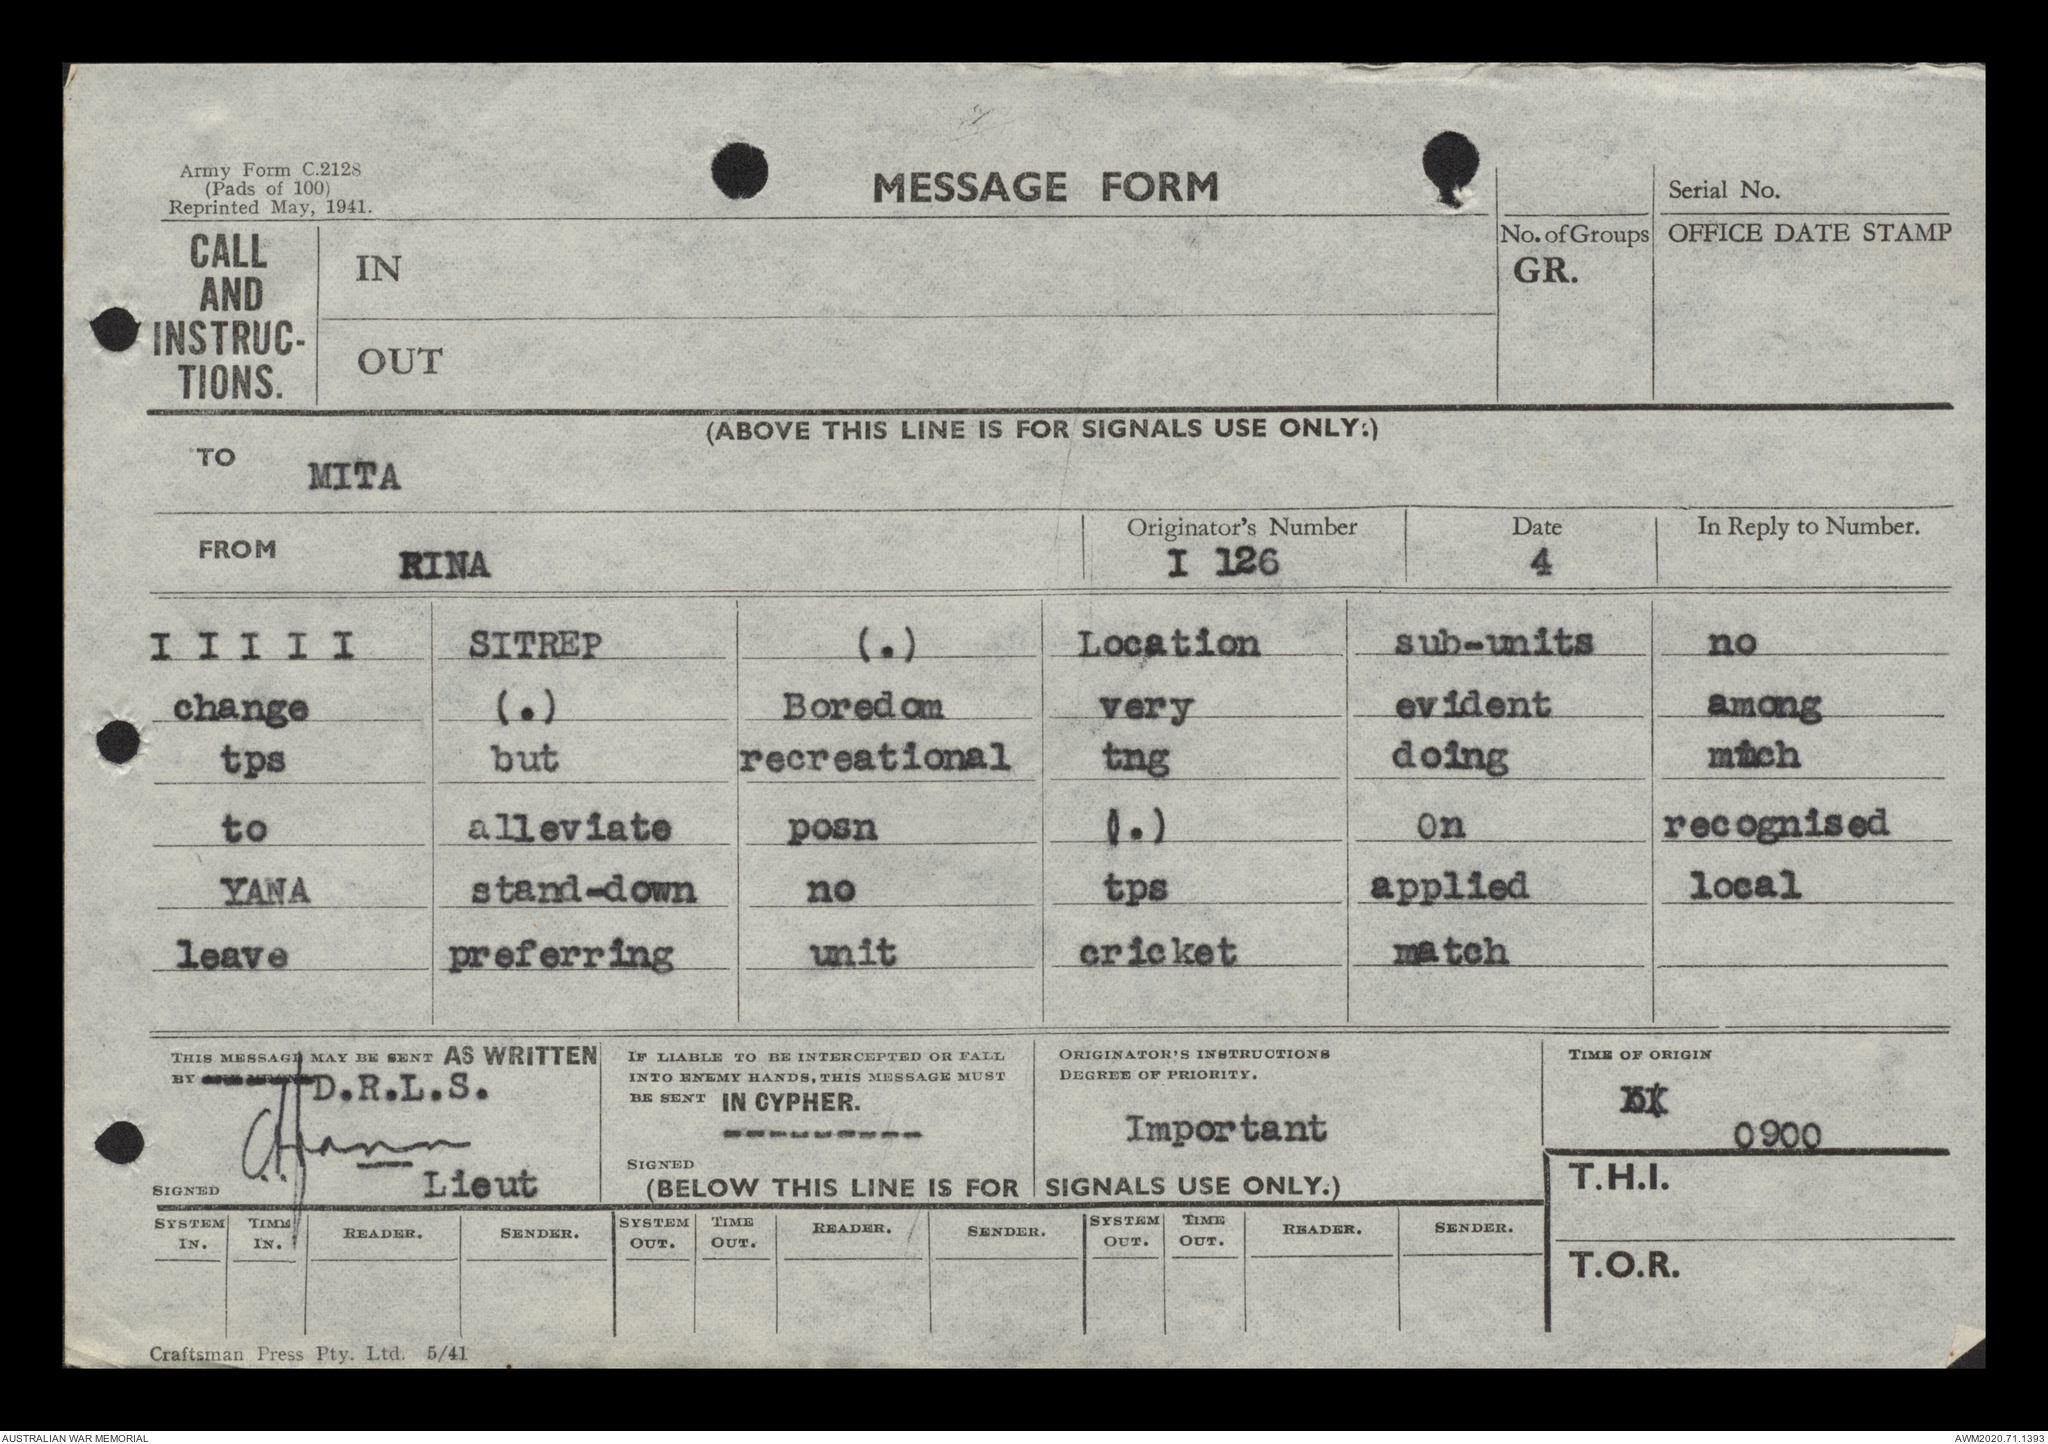 Army Form C.2128
(Pads of 100)
Reprinted May, 1941.
MESSAGE FORM
Serial No.
CALL
AND
INSTRUC-
TIONS.
IN
OUT
No. of Groups
GR.
OFFICE DATE STAMP
(ABOVE THIS LINE IS FOR SIGNALS USE ONLY.)
TO
MITA
FROM
RINA
Originator's Number
I 126
Date
4
In Reply to Number.
I I I I I SITREP (.) Location sub-units no
change (.) Boredom very evident among
tps but recreational tng doing much
to alleviate posn (.) On recognised
YANA stand-down no tps applied local
leave preferring unit cricket match
THIS MESSAGE MAY BE SENT AS WRITTEN
BY D.R.L.S.
Lieut
SIGNED
IF LIABLE TO BE INTERCEPTED OR FALL
INTO ENEMY HANDS, THIS MESSAGE MUST
BE SENT IN CYPHER.
---------
SIGNED
ORIGINATOR'S INSTRUCTIONS
DEGREE OF PRIORITY.
Important
TIME OF ORIGIN
0900
(BELOW THIS LINE IS FOR SIGNALS USE ONLY.)
T.H.I.
T.O.R.
SYSTEM IN. TIME IN. READER. SENDER. SYSTEM OUT. TIME OUT. READER. SENDER. SYSTEM OUT. TIME OUT. READER. SENDER.
Craftsman Press Pty. Ltd. 5/41
AUSTRALIAN WAR MEMORIAL
AWM2020.71.1393